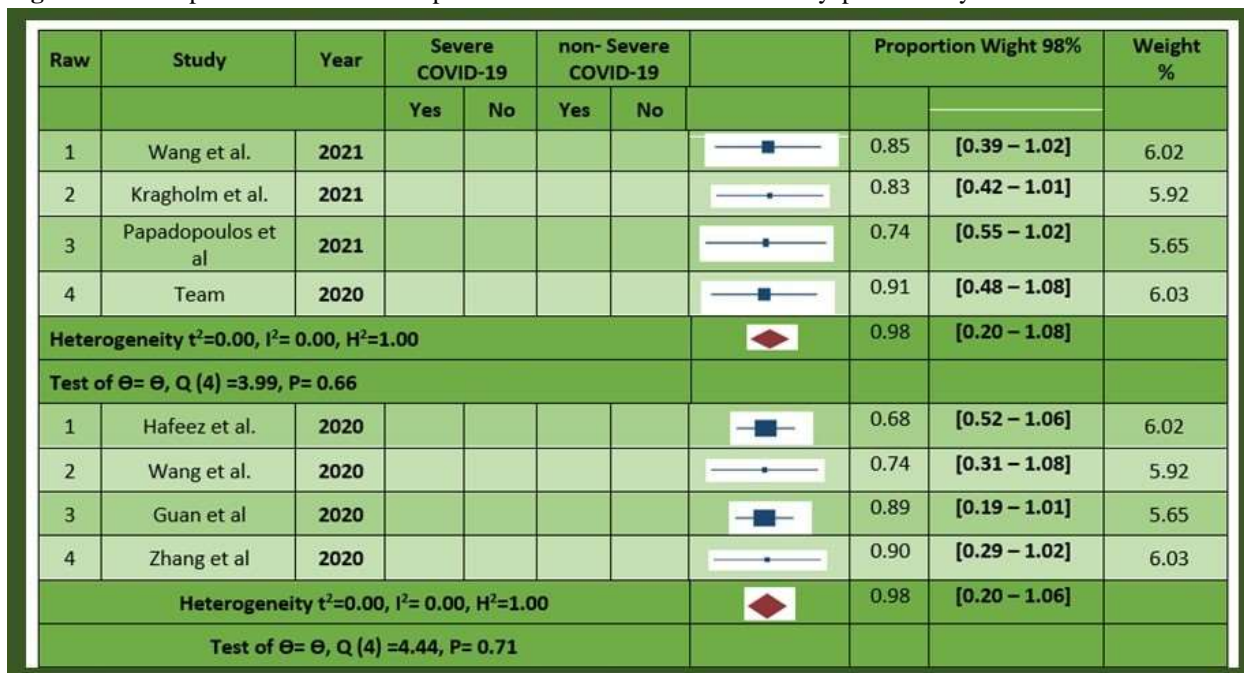 Raw Study Year Severe COVID-19 non- Severe COVID-19 Proportion Wight 98% Weight %
Yes No Yes No
1 Wang et al. 2021 0.85 [0.39 – 1.02] 6.02
2 Kragholm et al. 2021 0.83 [0.42 – 1.01] 5.92
3 Papadopoulos et al 2021 0.74 [0.55 – 1.02] 5.65
4 Team 2020 0.91 [0.48 – 1.08] 6.03
Heterogeneity t²=0.00, I²= 0.00, H²=1.00 0.98 [0.20 – 1.08]
Test of Ɵ= Ɵ, Q (4) =3.99, P= 0.66
1 Hafeez et al. 2020 0.68 [0.52 – 1.06] 6.02
2 Wang et al. 2020 0.74 [0.31 – 1.08] 5.92
3 Guan et al 2020 0.89 [0.19 – 1.01] 5.65
4 Zhang et al 2020 0.90 [0.29 – 1.02] 6.03
Heterogeneity t²=0.00, I²= 0.00, H²=1.00 0.98 [0.20 – 1.06]
Test of Ɵ= Ɵ, Q (4) =4.44, P= 0.71